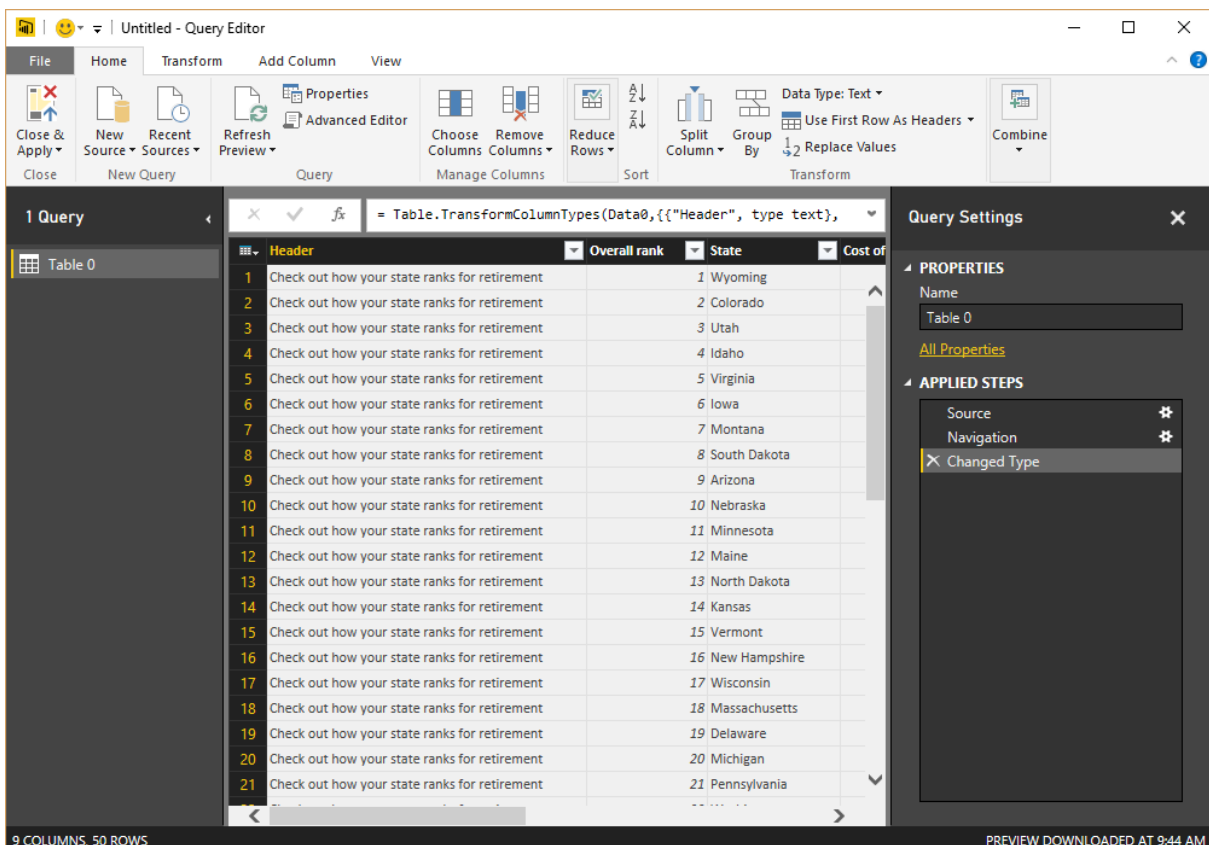 Untitled - Query Editor
File Home Transform Add Column View
Close & Apply
New Source
Recent Sources
Refresh Preview
Properties
Advanced Editor
Choose Columns
Remove Columns
Reduce Rows
Split Column
Group By
Data Type: Text
Use First Row As Headers
Replace Values
Combine
Close New Query Query Manage Columns Sort Transform
1 Query
Table 0
fx = Table.TransformColumnTypes(Data0,{{"Header", type text},
Header Overall rank State Cost of
1 Check out how your state ranks for retirement 1 Wyoming
2 Check out how your state ranks for retirement 2 Colorado
3 Check out how your state ranks for retirement 3 Utah
4 Check out how your state ranks for retirement 4 Idaho
5 Check out how your state ranks for retirement 5 Virginia
6 Check out how your state ranks for retirement 6 Iowa
7 Check out how your state ranks for retirement 7 Montana
8 Check out how your state ranks for retirement 8 South Dakota
9 Check out how your state ranks for retirement 9 Arizona
10 Check out how your state ranks for retirement 10 Nebraska
11 Check out how your state ranks for retirement 11 Minnesota
12 Check out how your state ranks for retirement 12 Maine
13 Check out how your state ranks for retirement 13 North Dakota
14 Check out how your state ranks for retirement 14 Kansas
15 Check out how your state ranks for retirement 15 Vermont
16 Check out how your state ranks for retirement 16 New Hampshire
17 Check out how your state ranks for retirement 17 Wisconsin
18 Check out how your state ranks for retirement 18 Massachusetts
19 Check out how your state ranks for retirement 19 Delaware
20 Check out how your state ranks for retirement 20 Michigan
21 Check out how your state ranks for retirement 21 Pennsylvania
Query Settings
PROPERTIES
Name
Table 0
All Properties
APPLIED STEPS
Source
Navigation
Changed Type
9 COLUMNS, 50 ROWS
PREVIEW DOWNLOADED AT 9:44 AM